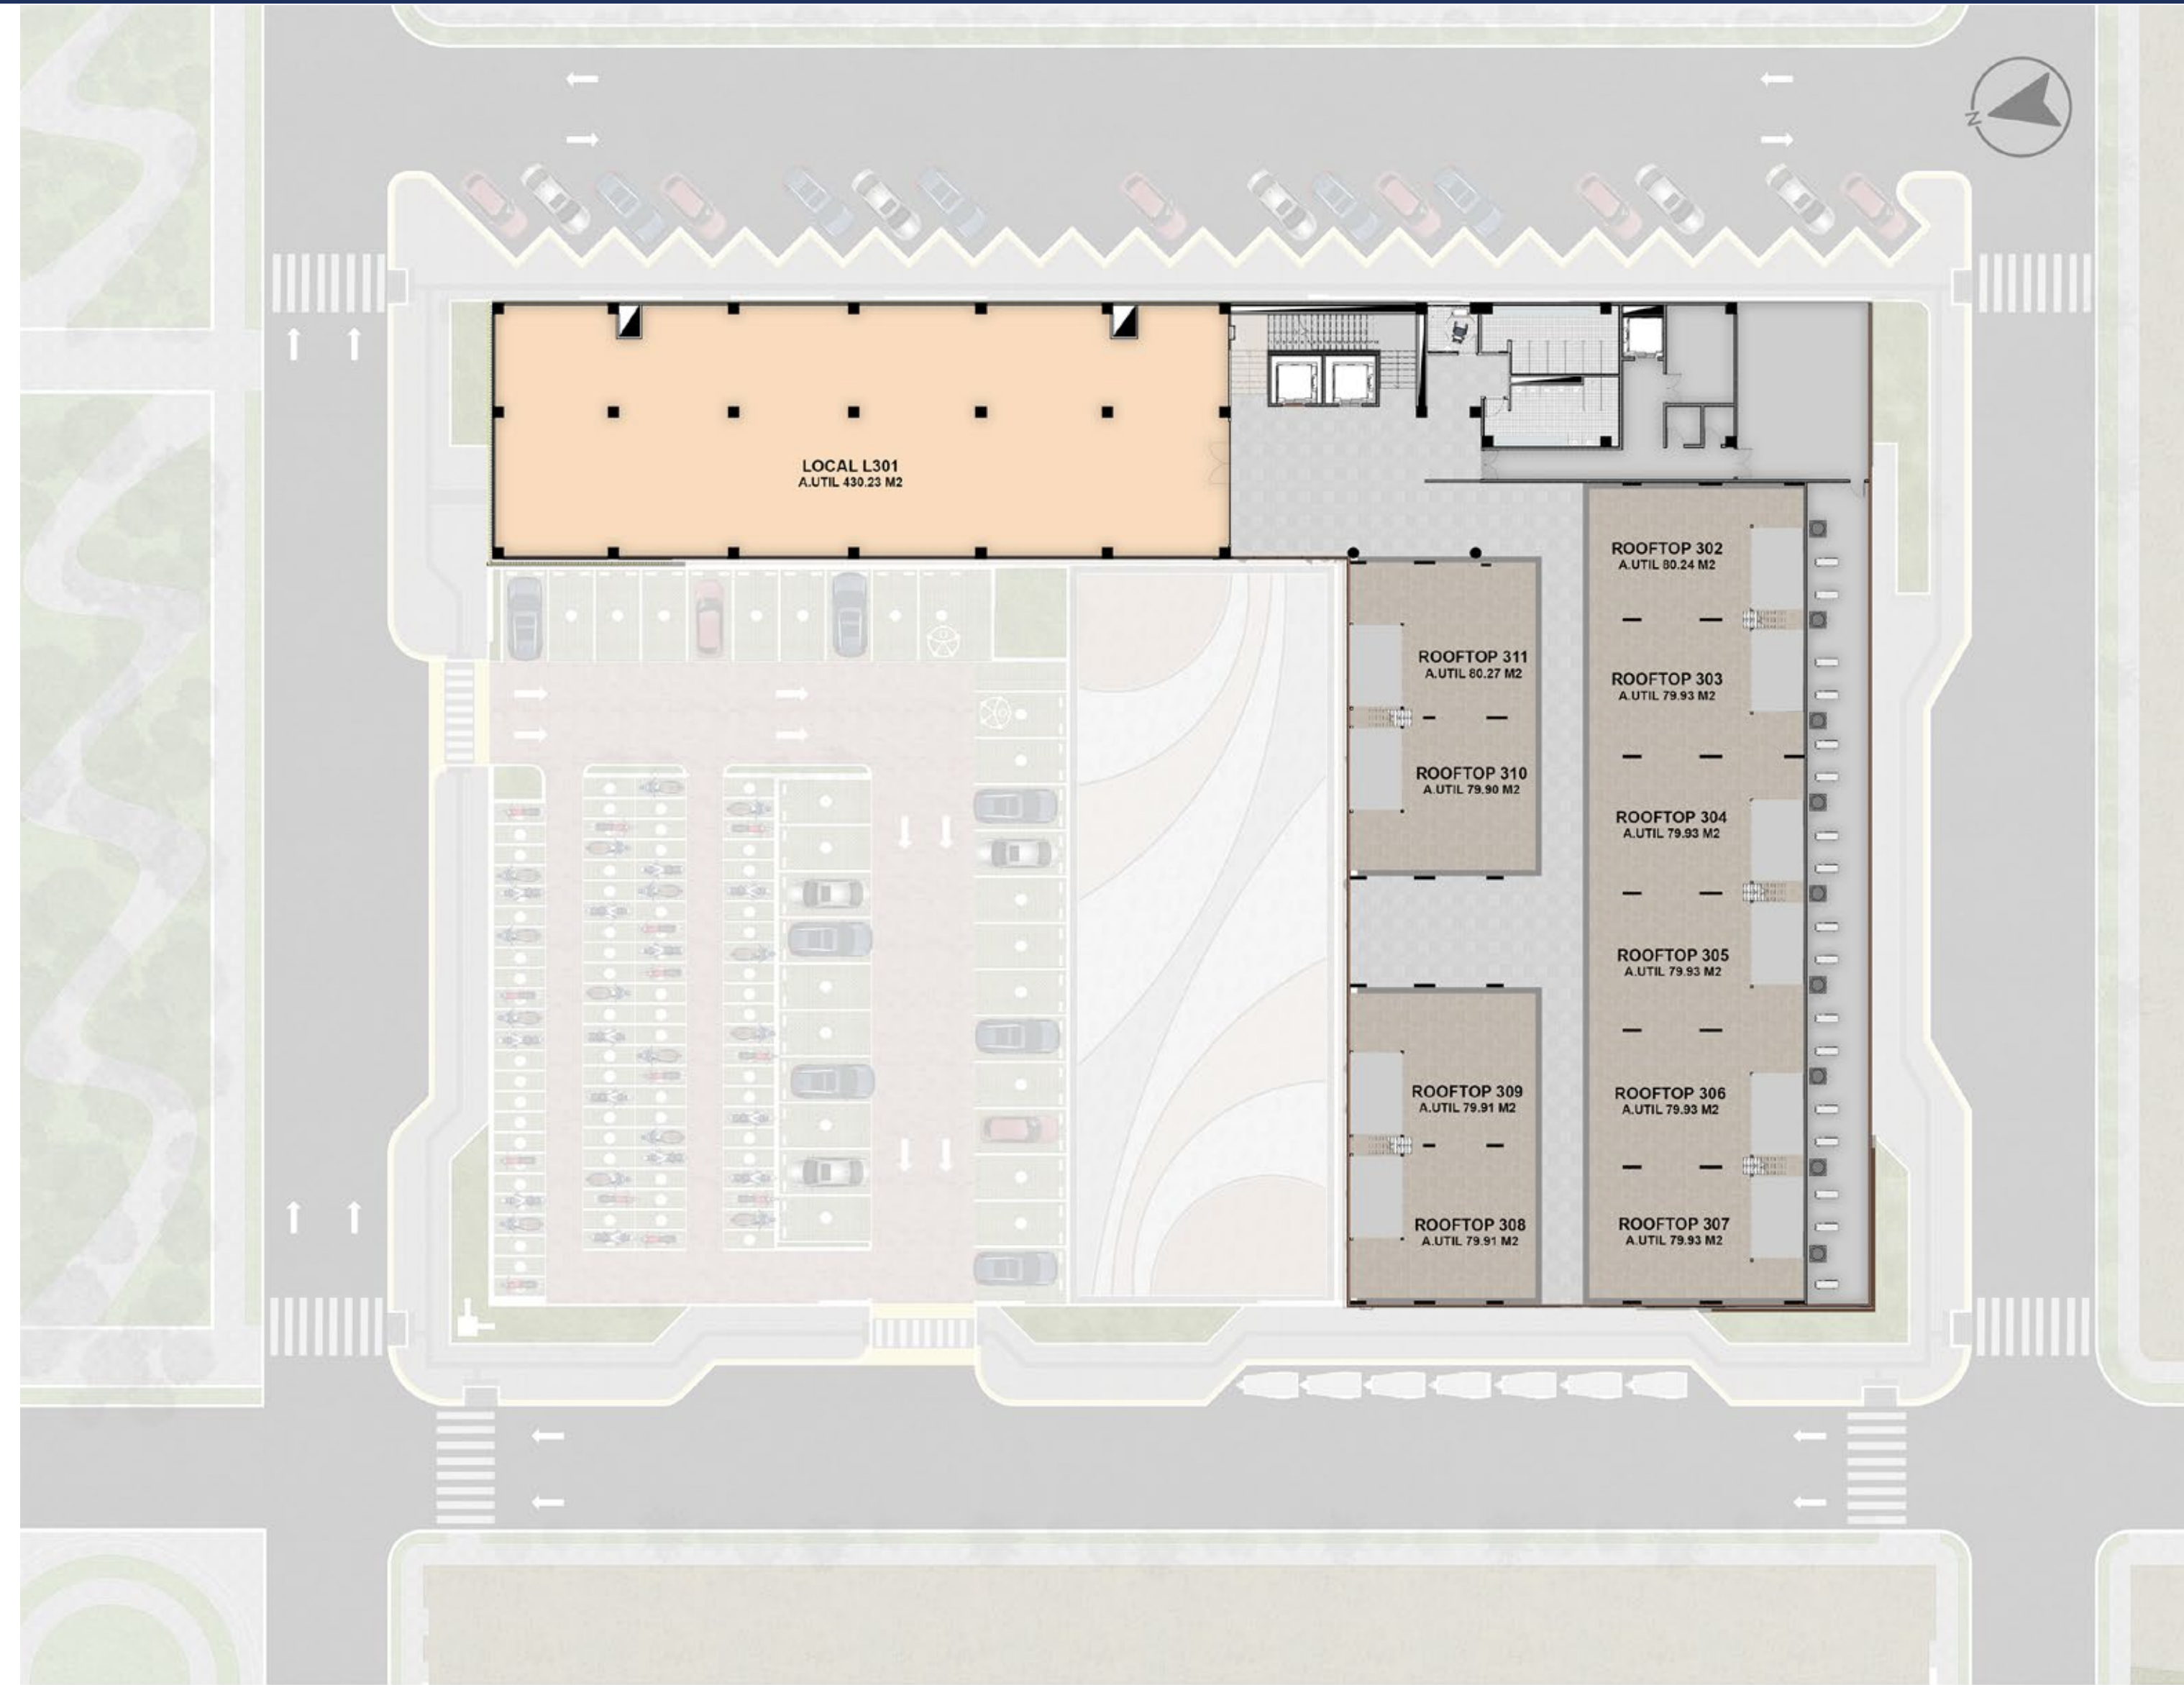 N
LOCAL L301
A.UTIL 430.23 M2
ROOFTOP 302
A.UTIL 80.24 M2
ROOFTOP 311
A.UTIL 80.27 M2
ROOFTOP 303
A.UTIL 79.93 M2
ROOFTOP 310
A.UTIL 79.90 M2
ROOFTOP 304
A.UTIL 79.93 M2
ROOFTOP 305
A.UTIL 79.93 M2
ROOFTOP 309
A.UTIL 79.91 M2
ROOFTOP 306
A.UTIL 79.93 M2
ROOFTOP 308
A.UTIL 79.91 M2
ROOFTOP 307
A.UTIL 79.93 M2